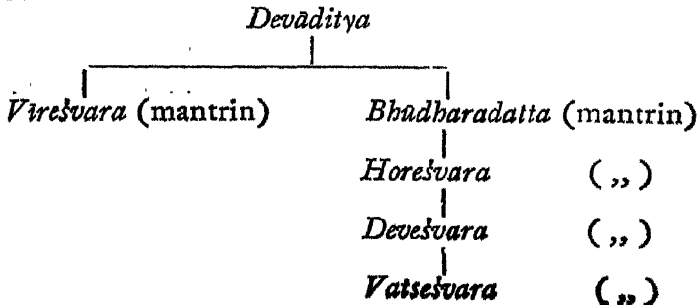 Devāditya
Vīreśvara (mantrin) Bhūdharadatta (mantrin)
Horeśvara („)
Deveśvara („)
Vatseśvara („)